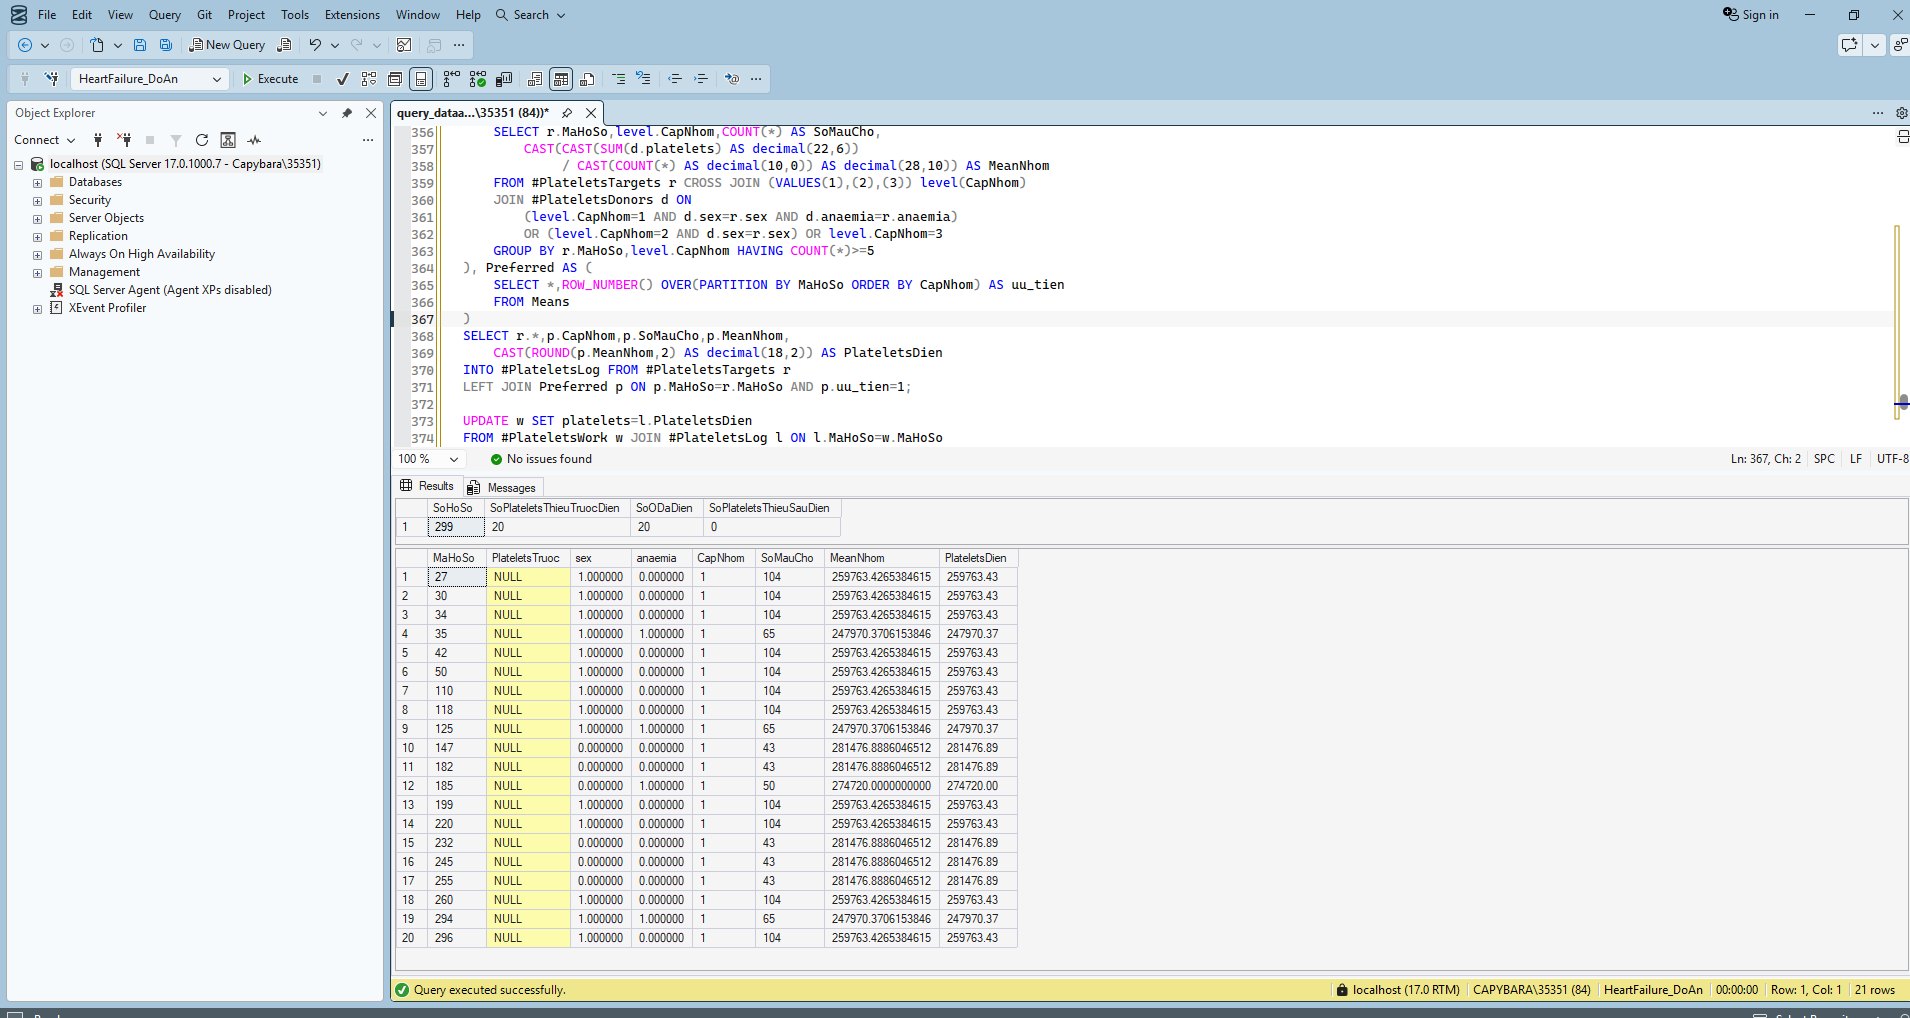 File Edit View Query Git Project Tools Extensions Window Help Search Sign in
New Query
HeartFailure_DoAn Execute
Object Explorer
Connect
localhost (SQL Server 17.0.1000.7 - Capybara\35351)
Databases
Security
Server Objects
Replication
Always On High Availability
Management
SQL Server Agent (Agent XPs disabled)
XEvent Profiler
query_dataa...\35351 (84))*
356 SELECT r.MaHoSo,level.CapNhom,COUNT(*) AS SoMauCho,
357 CAST(CAST(SUM(d.platelets) AS decimal(22,6))
358 / CAST(COUNT(*) AS decimal(10,0)) AS decimal(28,10)) AS MeanNhom
359 FROM #PlateletsTargets r CROSS JOIN (VALUES(1),(2),(3)) level(CapNhom)
360 JOIN #PlateletsDonors d ON
361 (level.CapNhom=1 AND d.sex=r.sex AND d.anaemia=r.anaemia)
362 OR (level.CapNhom=2 AND d.sex=r.sex) OR level.CapNhom=3
363 GROUP BY r.MaHoSo,level.CapNhom HAVING COUNT(*)>=5
364 ), Preferred AS (
365 SELECT *,ROW_NUMBER() OVER(PARTITION BY MaHoSo ORDER BY CapNhom) AS uu_tien
366 FROM Means
367 )
368 SELECT r.*,p.CapNhom,p.SoMauCho,p.MeanNhom,
369 CAST(ROUND(p.MeanNhom,2) AS decimal(18,2)) AS PlateletsDien
370 INTO #PlateletsLog FROM #PlateletsTargets r
371 LEFT JOIN Preferred p ON p.MaHoSo=r.MaHoSo AND p.uu_tien=1;
372
373 UPDATE w SET platelets=l.PlateletsDien
374 FROM #PlateletsWork w JOIN #PlateletsLog l ON l.MaHoSo=w.MaHoSo
100 % No issues found Ln: 367, Ch: 2 SPC LF UTF-8
Results Messages
SoHoSo SoPlateletsThieuTruocDien SoODaDien SoPlateletsThieuSauDien
1 299 20 20 0
MaHoSo PlateletsTruoc sex anaemia CapNhom SoMauCho MeanNhom PlateletsDien
1 27 NULL 1.000000 0.000000 1 104 259763.4265384615 259763.43
2 30 NULL 1.000000 0.000000 1 104 259763.4265384615 259763.43
3 34 NULL 1.000000 0.000000 1 104 259763.4265384615 259763.43
4 35 NULL 1.000000 1.000000 1 65 247970.3706153846 247970.37
5 42 NULL 1.000000 0.000000 1 104 259763.4265384615 259763.43
6 50 NULL 1.000000 0.000000 1 104 259763.4265384615 259763.43
7 110 NULL 1.000000 0.000000 1 104 259763.4265384615 259763.43
8 118 NULL 1.000000 0.000000 1 104 259763.4265384615 259763.43
9 125 NULL 1.000000 1.000000 1 65 247970.3706153846 247970.37
10 147 NULL 0.000000 0.000000 1 43 281476.8886046512 281476.89
11 182 NULL 0.000000 0.000000 1 43 281476.8886046512 281476.89
12 185 NULL 0.000000 1.000000 1 50 274720.0000000000 274720.00
13 199 NULL 1.000000 0.000000 1 104 259763.4265384615 259763.43
14 220 NULL 1.000000 0.000000 1 104 259763.4265384615 259763.43
15 232 NULL 0.000000 0.000000 1 43 281476.8886046512 281476.89
16 245 NULL 0.000000 0.000000 1 43 281476.8886046512 281476.89
17 255 NULL 0.000000 0.000000 1 43 281476.8886046512 281476.89
18 260 NULL 1.000000 0.000000 1 104 259763.4265384615 259763.43
19 294 NULL 1.000000 1.000000 1 65 247970.3706153846 247970.37
20 296 NULL 1.000000 0.000000 1 104 259763.4265384615 259763.43
Query executed successfully. localhost (17.0 RTM) CAPYBARA\35351 (84) HeartFailure_DoAn 00:00:00 Row: 1, Col: 1 21 rows